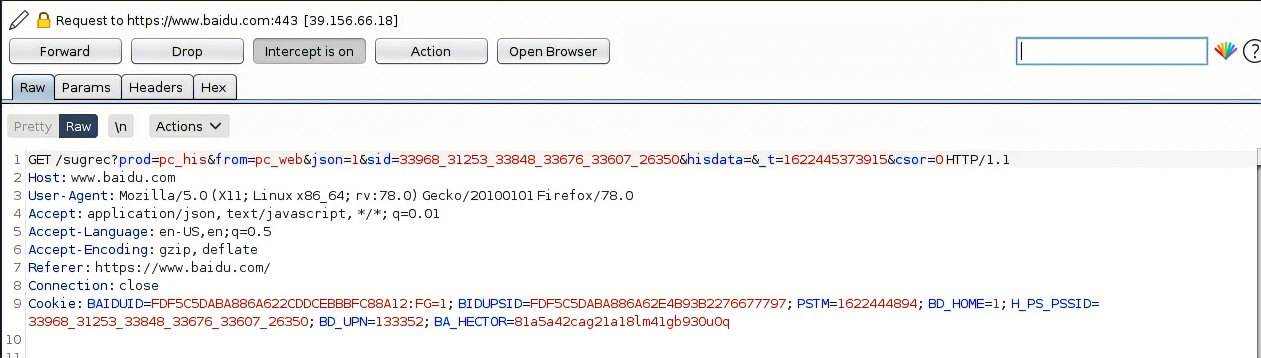 Request to https://www.baidu.com:443 [39.156.66.18]
Forward Drop Intercept is on Action Open Browser ?
Raw Params Headers Hex
Pretty Raw \n Actions
1 GET /sugrec?prod=pc_his&from=pc_web&json=1&sid=33968_31253_33848_33676_33607_26350&hisdata=&_t=1622445373915&csor=0 HTTP/1.1
2 Host: www.baidu.com
3 User-Agent: Mozilla/5.0 (X11; Linux x86_64; rv:78.0) Gecko/20100101 Firefox/78.0
4 Accept: application/json, text/javascript, */*; q=0.01
5 Accept-Language: en-US,en;q=0.5
6 Accept-Encoding: gzip, deflate
7 Referer: https://www.baidu.com/
8 Connection: close
9 Cookie: BAIDUID=FDF5C5DABA886A622CDDCEBBBFC88A12:FG=1; BIDUPSID=FDF5C5DABA886A62E4B93B2276677797; PSTM=1622444894; BD_HOME=1; H_PS_PSSID=
33968_31253_33848_33676_33607_26350; BD_UPN=133352; BA_HECTOR=81a5a42cag21a18lm41gb930u0q
10
11